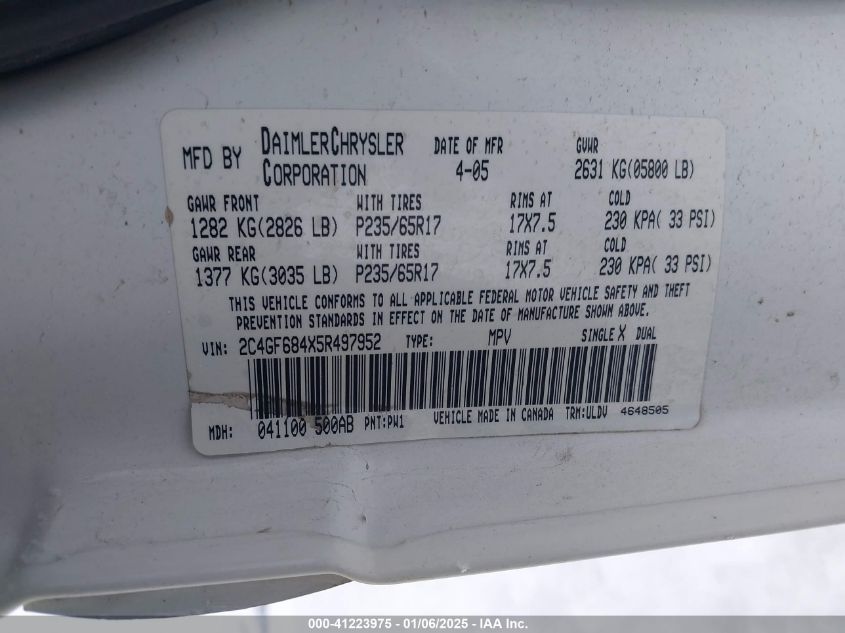 MFD BY DAIMLERCHRYSLER CORPORATION DATE OF MFR 4-05 GVWR 2631 KG(05800 LB)
GAWR FRONT WITH TIRES RIMS AT COLD
1282 KG(2826 LB) P235/65R17 17X7.5 230 KPA( 33 PSI)
GAWR REAR WITH TIRES RIMS AT COLD
1377 KG(3035 LB) P235/65R17 17X7.5 230 KPA( 33 PSI)
THIS VEHICLE CONFORMS TO ALL APPLICABLE FEDERAL MOTOR VEHICLE SAFETY AND THEFT
PREVENTION STANDARDS IN EFFECT ON THE DATE OF MANUFACTURE SHOWN ABOVE.
VIN: 2C4GF684X5R497952 TYPE: MPV SINGLE X DUAL
MDH: 041100 500AB PNT:PW1 VEHICLE MADE IN CANADA TRM:ULDV 4648505
000-41223975 - 01/06/2025 - IAA Inc.